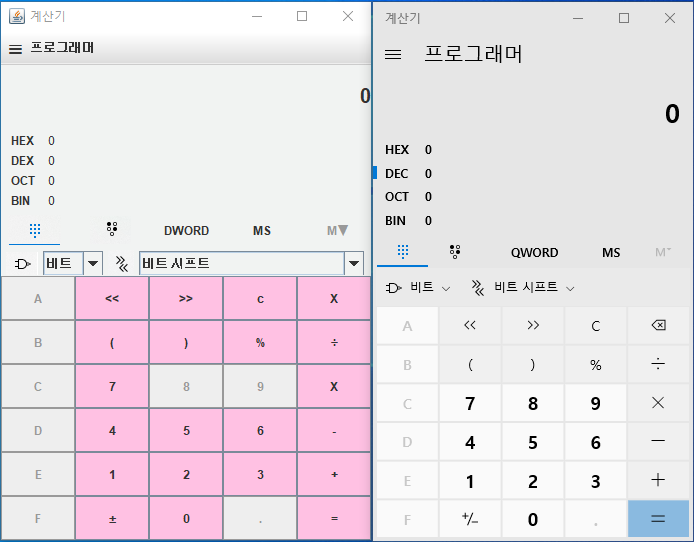 계산기
프로그래머
0
HEX 0
DEX 0
OCT 0
BIN 0
DWORD MS M▼
비트 비트 시프트
A << >> c X
B ( ) % ÷
C 7 8 9 X
D 4 5 6 -
E 1 2 3 +
F ± 0 . =
계산기
프로그래머
0
HEX 0
DEC 0
OCT 0
BIN 0
QWORD MS M˅
비트 비트 시프트
A << >> C
B ( ) % ÷
C 7 8 9 ×
D 4 5 6 −
E 1 2 3 +
F +/− 0 . =